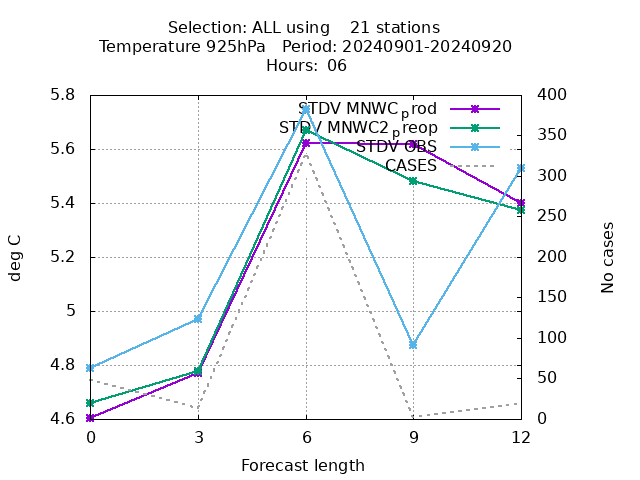 Selection: ALL using    21 stations
Temperature 925hPa   Period: 20240901-20240920
Hours: 06
5.8
5.6
5.4
5.2
5
4.8
4.6
deg C
STDV MNWCprod
STDV MNWC2preop
STDV OBS
CASES
400
350
300
250
200
150
100
50
0
No cases
0 3 6 9 12
Forecast length